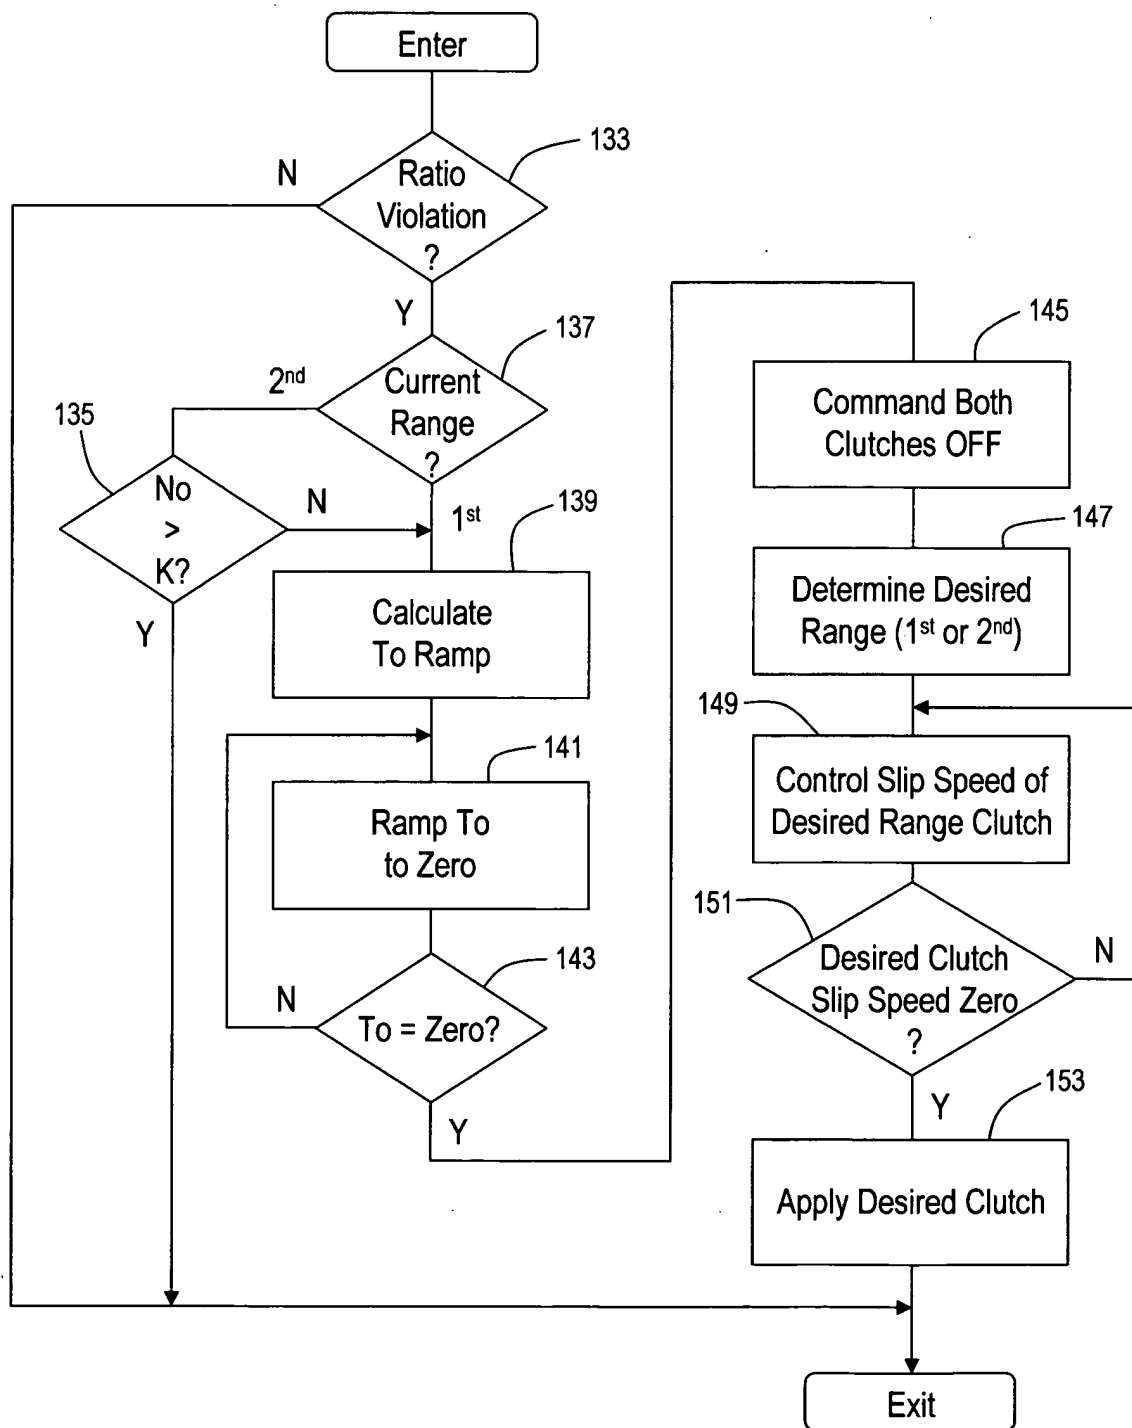 Enter
133
N
Ratio
Violation
?
Y
137
2nd
Current
Range
?
135
No
>
K?
N
Y
1st
139
Calculate
To Ramp
141
Ramp To
to Zero
143
N
To = Zero?
Y
145
Command Both
Clutches OFF
147
Determine Desired
Range (1st or 2nd)
149
Control Slip Speed of
Desired Range Clutch
151
Desired Clutch
Slip Speed Zero
?
N
Y
153
Apply Desired Clutch
Exit